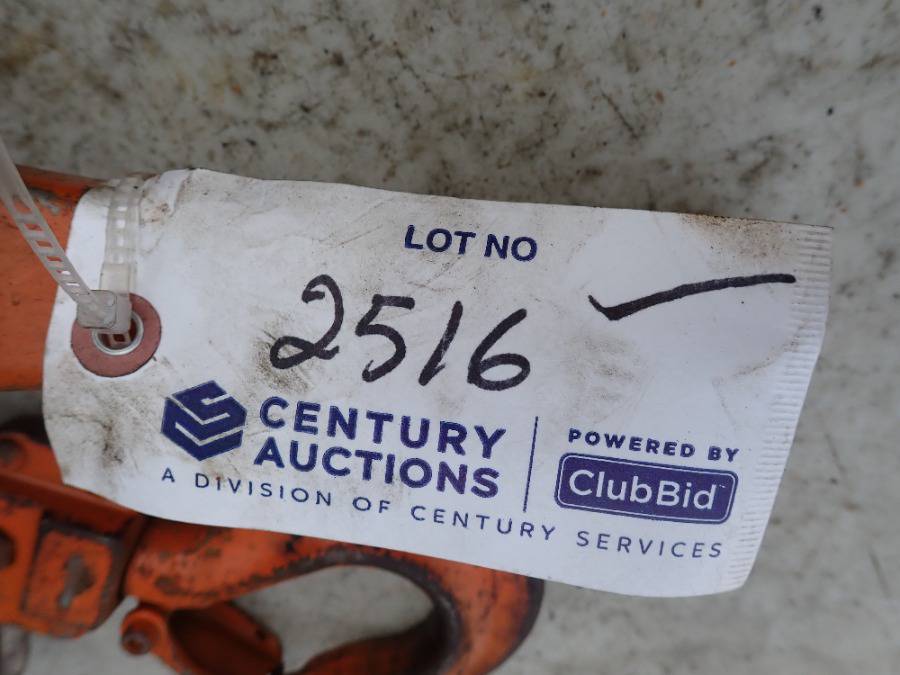 LOT NO
2516
CENTURY
AUCTIONS
A DIVISION OF CENTURY SERVICES
POWERED BY
ClubBid